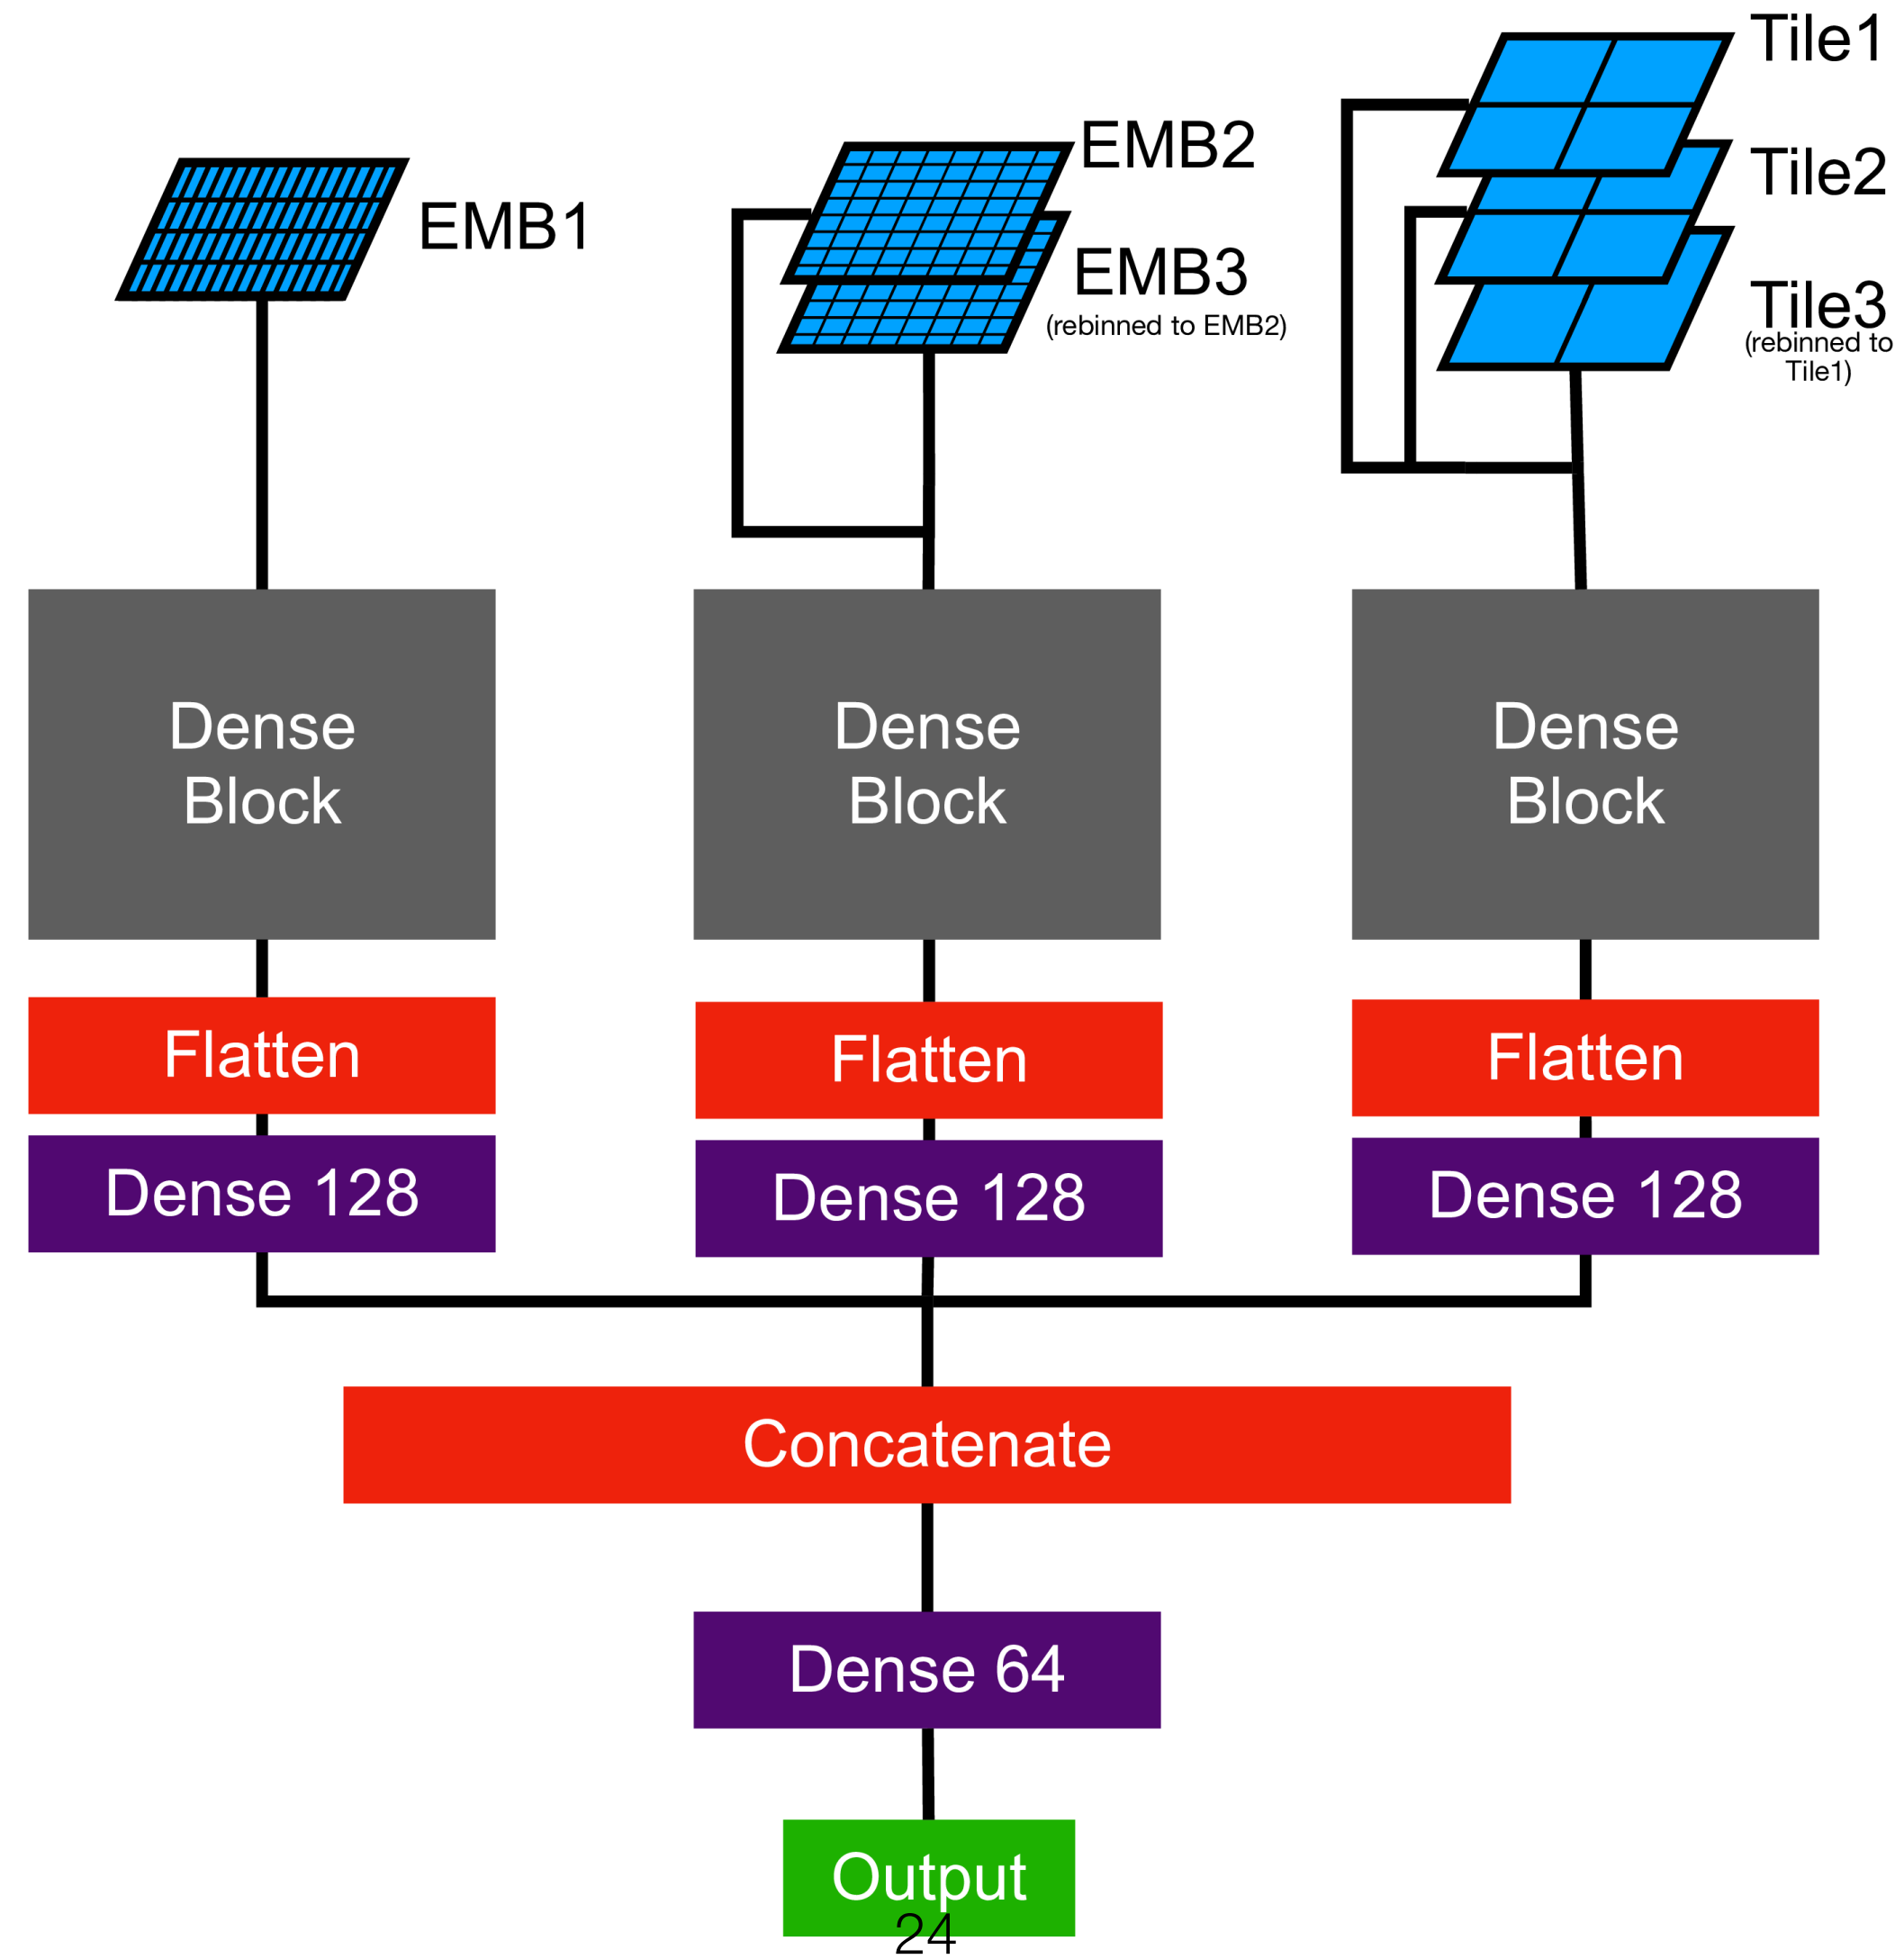 Tile1
EMB2
Tile2
EMB1
EMB3
(rebinned to EMB2)
Tile3
(rebinned to
Tile1)
Dense
Block
Dense
Block
Dense
Block
Flatten
Flatten
Flatten
Dense 128
Dense 128
Dense 128
Concatenate
Dense 64
Output
24